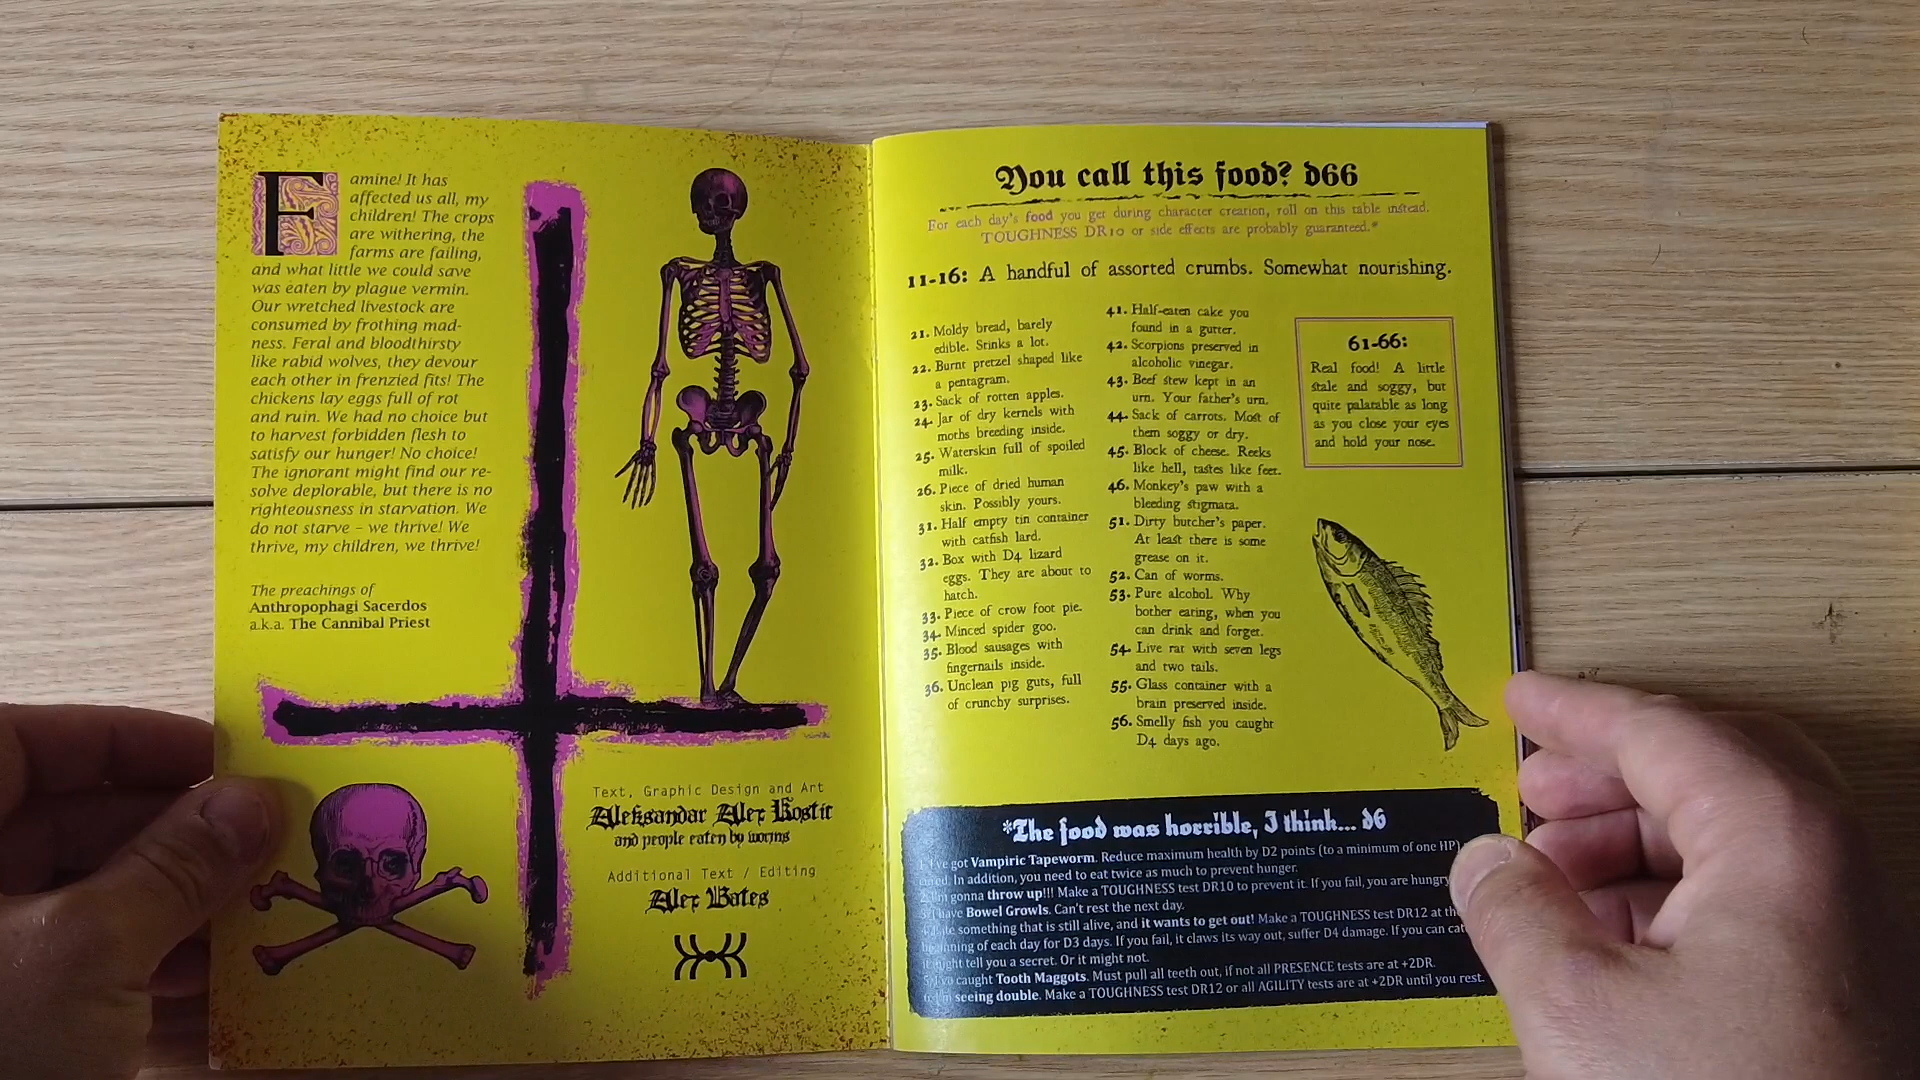 Famine! It has
affected us all, my
children! The crops
are withering, the
farms are failing,
and what little we could save
was eaten by plague vermin.
Our wretched livestock are
consumed by frothing mad-
ness. Feral and bloodthirsty
like rabid wolves, they devour
each other in frenzied fits! The
chickens lay eggs full of rot
and ruin. We had no choice but
to harvest forbidden flesh to
satisfy our hunger! No choice!
The ignorant might find our re-
solve deplorable, but there is no
righteousness in starvation. We
do not starve – we thrive! We
thrive, my children, we thrive!
The preachings of
Anthropophagi Sacerdos
a.k.a. The Cannibal Priest
Text, Graphic Design and Art
Aleksandar Alex Kostic
and people eaten by worms
Additional Text / Editing
Alex Bates
You call this food? d66
For each day's food you get during character creation, roll on this table instead.
TOUGHNESS DR10 or side effects are probably guaranteed.*
11-16: A handful of assorted crumbs. Somewhat nourishing.
21. Moldy bread, barely
edible. Stinks a lot.
22. Burnt pretzel shaped like
a pentagram.
23. Sack of rotten apples.
24. Jar of dry kernels with
moths breeding inside.
25. Waterskin full of spoiled
milk.
26. Piece of dried human
skin. Possibly yours.
31. Half empty tin container
with catfish lard.
32. Box with D4 lizard
eggs. They are about to
hatch.
33. Piece of crow foot pie.
34. Minced spider goo.
35. Blood sausages with
fingernails inside.
36. Unclean pig guts, full
of crunchy surprises.
41. Half-eaten cake you
found in a gutter.
42. Scorpions preserved in
alcoholic vinegar.
43. Beef stew kept in an
urn. Your father's urn.
44. Sack of carrots. Most of
them soggy or dry.
45. Block of cheese. Reeks
like hell, tastes like feet.
46. Monkey's paw with a
bleeding stigmata.
51. Dirty butcher's paper.
At least there is some
grease on it.
52. Can of worms.
53. Pure alcohol. Why
bother eating, when you
can drink and forget.
54. Live rat with seven legs
and two tails.
55. Glass container with a
brain preserved inside.
56. Smelly fish you caught
D4 days ago.
61-66:
Real food! A little
stale and soggy, but
quite palatable as long
as you close your eyes
and hold your nose.
*The food was horrible, I think... d6
I've got Vampiric Tapeworm. Reduce maximum health by D2 points (to a minimum of one HP)
In addition, you need to eat twice as much to prevent hunger.
gonna throw up!!! Make a TOUGHNESS test DR10 to prevent it. If you fail, you are hungry
have Bowel Growls. Can't rest the next day.
something that is still alive, and it wants to get out! Make a TOUGHNESS test DR12 at the
beginning of each day for D3 days. If you fail, it claws its way out, suffer D4 damage. If you can
might tell you a secret. Or it might not.
caught Tooth Maggots. Must pull all teeth out, if not all PRESENCE tests are at +2DR.
seeing double. Make a TOUGHNESS test DR12 or all AGILITY tests are at +2DR until you rest.